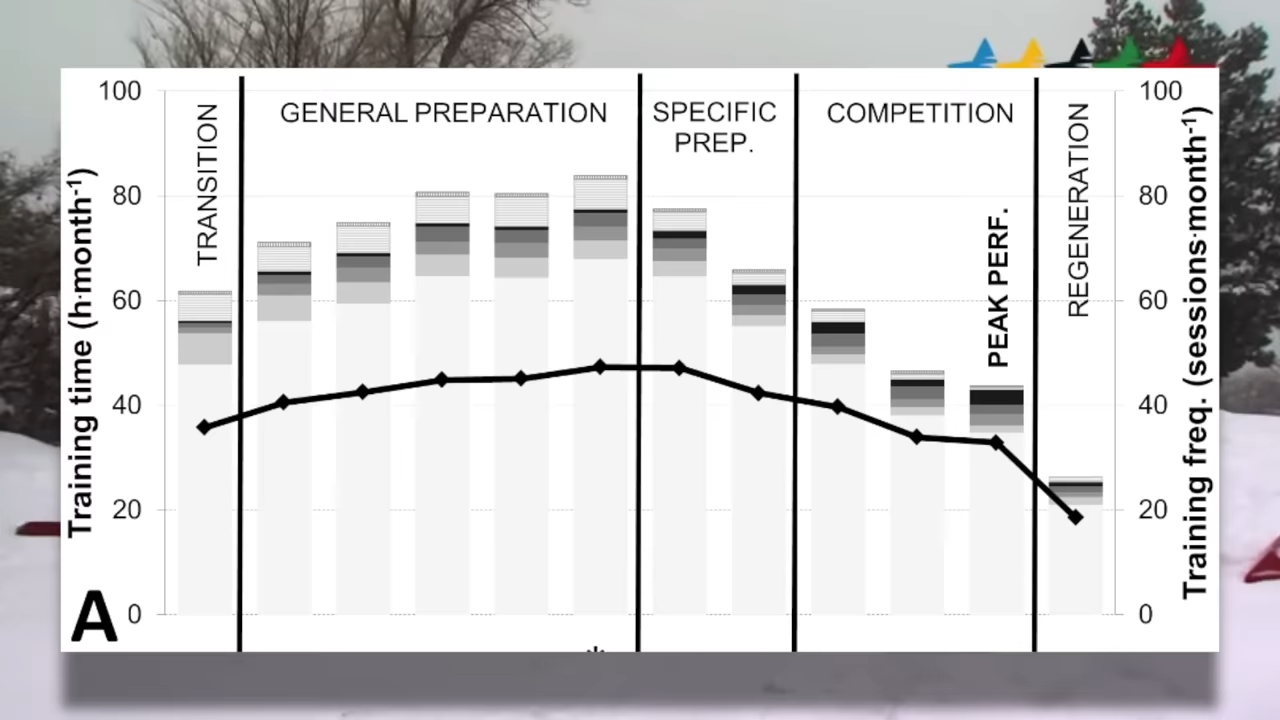 100
80
60
40
20
0
Training time (h·month-¹)
TRANSITION
GENERAL PREPARATION
SPECIFIC
PREP.
COMPETITION
PEAK PERF.
REGENERATION
100
80
60
40
20
0
Training freq. (sessions·month-¹)
A
*